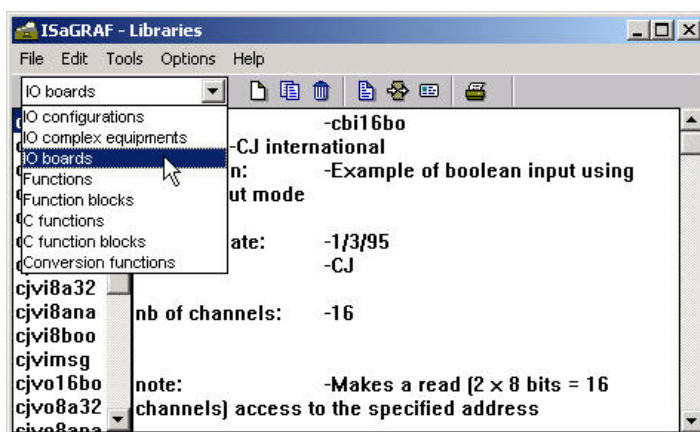 ISaGRAF - Libraries
File Edit Tools Options Help
IO boards
IO configurations
IO complex equipments
IO boards
Functions
Function blocks
C functions
C function blocks
Conversion functions
cjvi8a32
cjvi8ana
cjvi8boo
cjvimsg
cjvo16bo
cjvo8a32
cjvo8ana
-cbi16bo
-CJ international
n: -Example of boolean input using
ut mode
ate: -1/3/95
-CJ
nb of channels: -16
note: -Makes a read (2 x 8 bits = 16
channels) access to the specified address